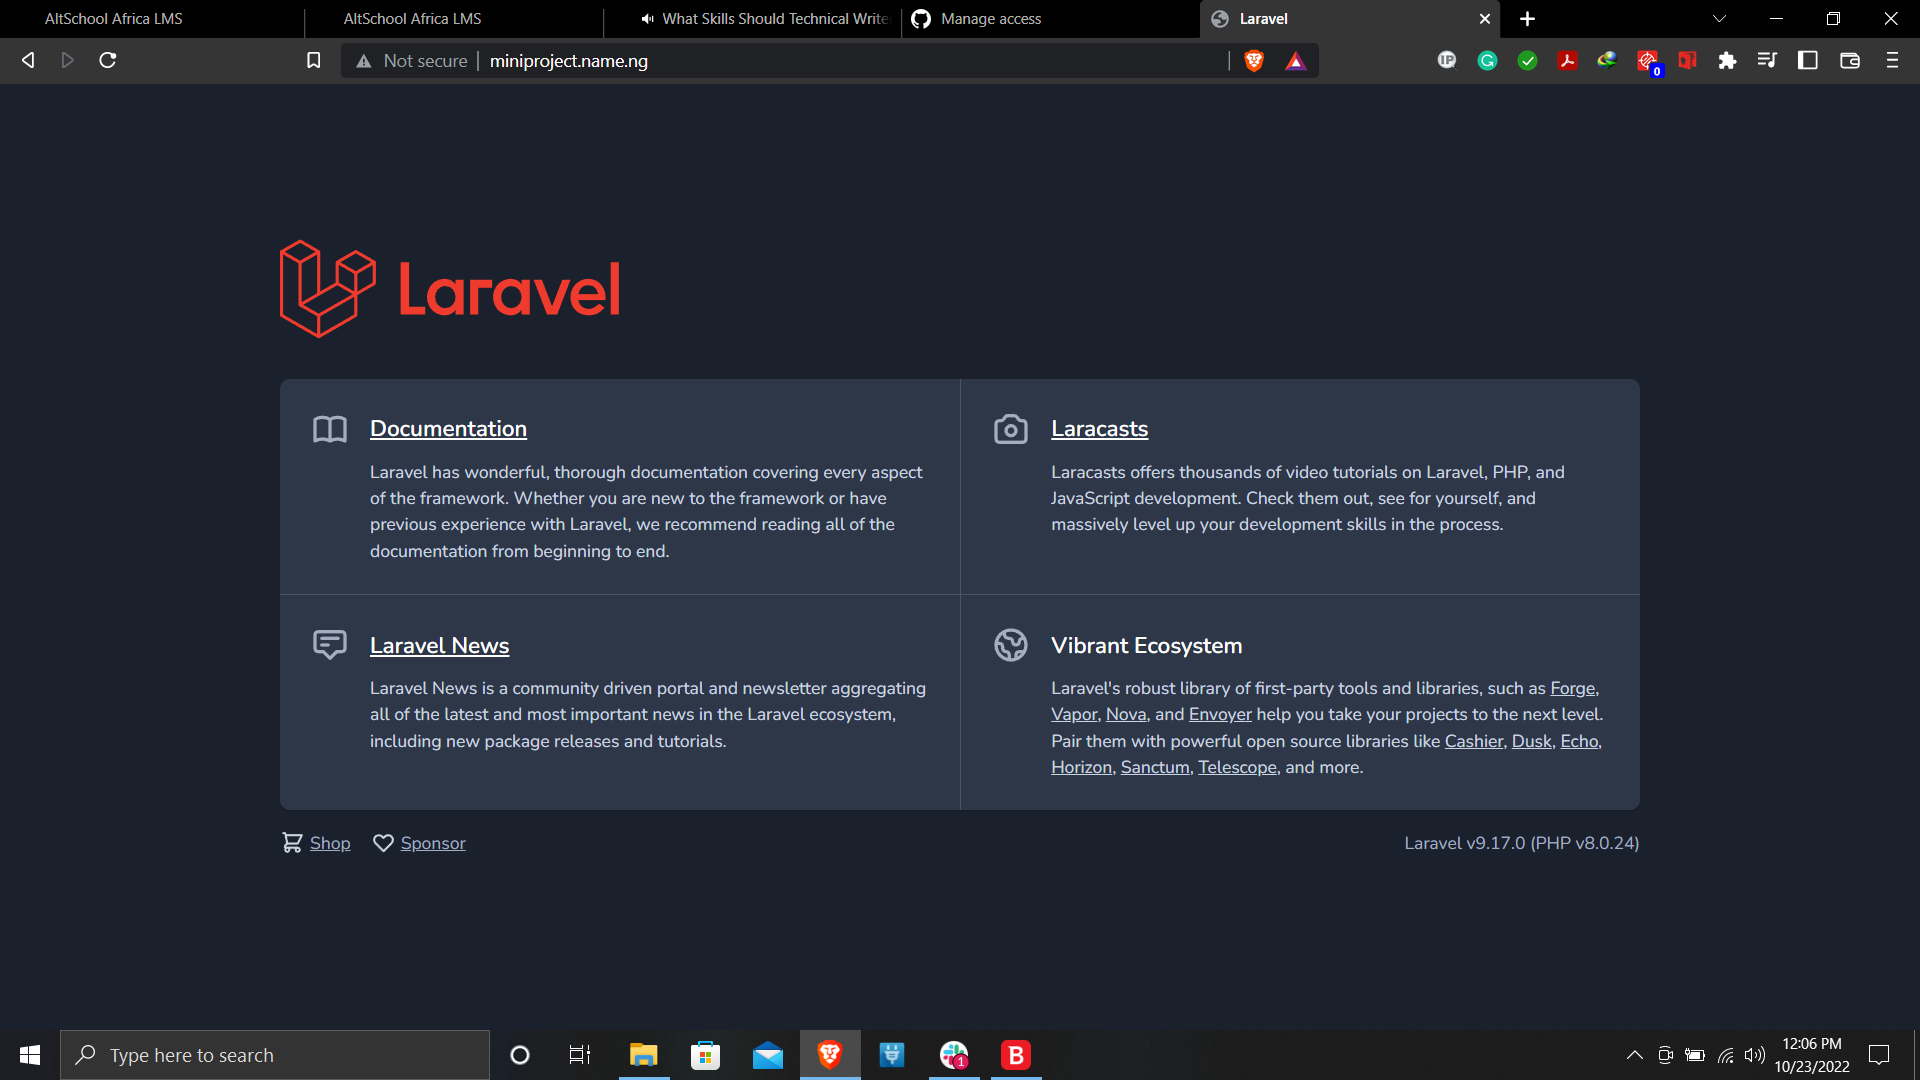 AltSchool Africa LMS
AltSchool Africa LMS
What Skills Should Technical Write
Manage access
Laravel
Not secure
miniproject.name.ng
IP
G
0
Laravel
Documentation
Laravel has wonderful, thorough documentation covering every aspect
of the framework. Whether you are new to the framework or have
previous experience with Laravel, we recommend reading all of the
documentation from beginning to end.
Laracasts
Laracasts offers thousands of video tutorials on Laravel, PHP, and
JavaScript development. Check them out, see for yourself, and
massively level up your development skills in the process.
Laravel News
Laravel News is a community driven portal and newsletter aggregating
all of the latest and most important news in the Laravel ecosystem,
including new package releases and tutorials.
Vibrant Ecosystem
Laravel's robust library of first-party tools and libraries, such as Forge,
Vapor, Nova, and Envoyer help you take your projects to the next level.
Pair them with powerful open source libraries like Cashier, Dusk, Echo,
Horizon, Sanctum, Telescope, and more.
Shop
Sponsor
Laravel v9.17.0 (PHP v8.0.24)
Type here to search
1
B
12:06 PM
10/23/2022